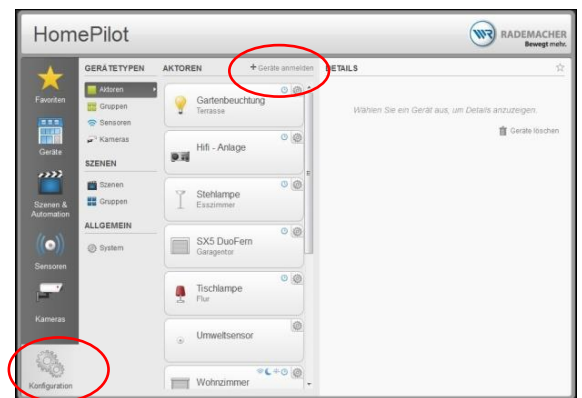 HomePilot
WR RADEMACHER
Bewegt mehr.
Favoriten
Geräte
Szenen &
Automation
Sensoren
Kameras
Konfiguration
GERÄTETYPEN
Aktoren
Gruppen
Sensoren
Kameras
SZENEN
Szenen
Gruppen
ALLGEMEIN
System
AKTOREN
+ Geräte anmelden
Gartenbeuchtung
Terrasse
Hifi - Anlage
Stehlampe
Esszimmer
SX5 DuoFern
Garagentor
Tischlampe
Flur
Umweltsensor
Wohnzimmer
DETAILS
Wählen Sie ein Gerät aus, um Details anzuzeigen.
Geräte löschen